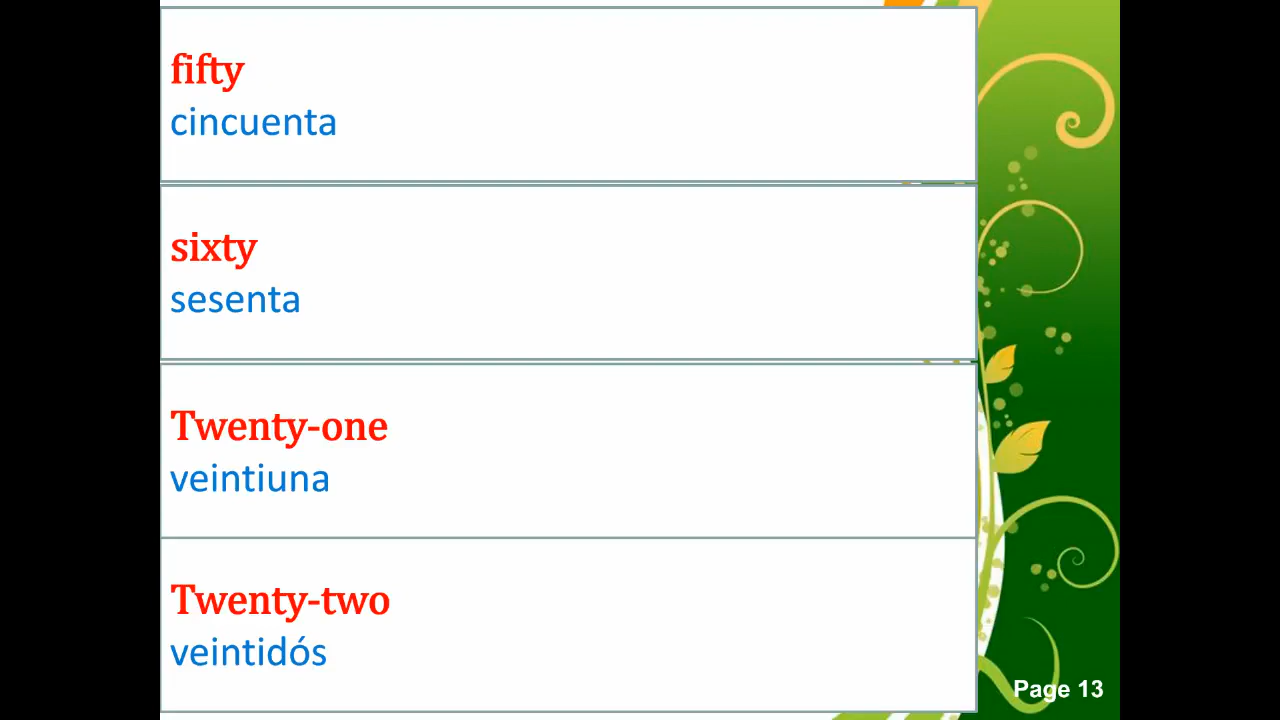 fifty
cincuenta
sixty
sesenta
Twenty-one
veintiuna
Twenty-two
veintidós
Page 13